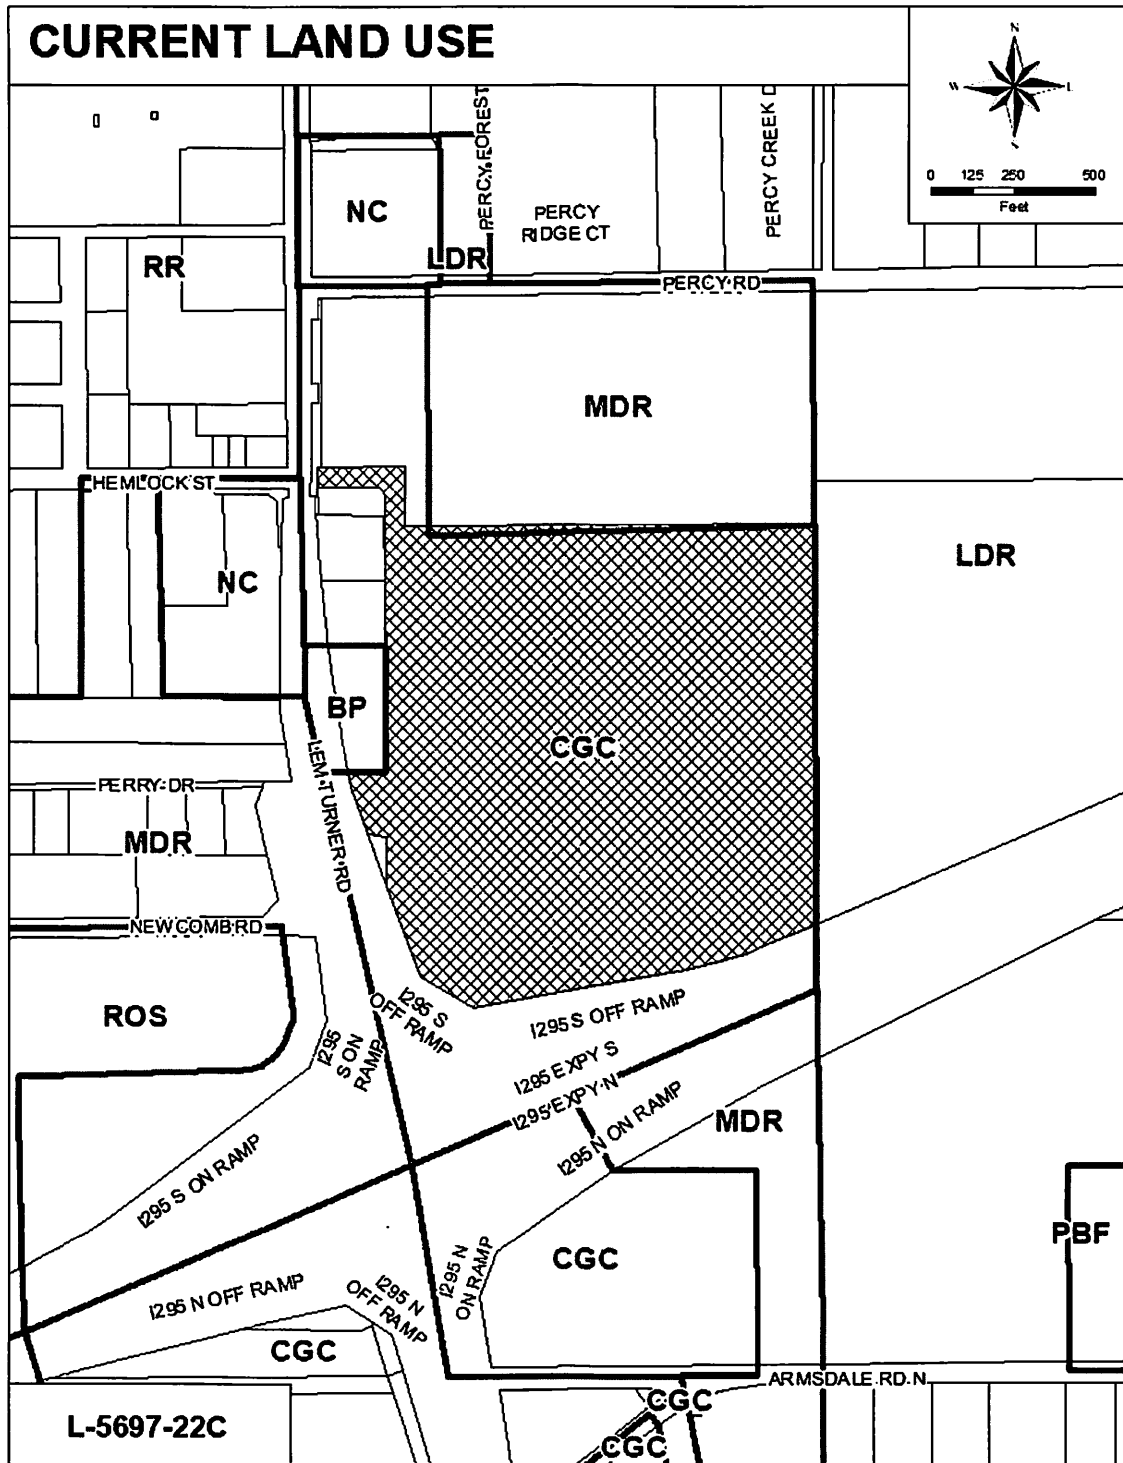 CURRENT LAND USE
N
W
L
S
0 125 250 500
Feet
PERCY FOREST
PERCY CREEK D
NC
PERCY
RIDGE CT
RR
LDR
PERCY RD
MDR
HEMLOCK ST
NC
LDR
BP
CGC
LEM TURNER RD
PERRY DR
MDR
NEWCOMB RD
ROS
I295 S
OFF RAMP
I295 S OFF RAMP
I295
S ON
RAMP
I295 EXPY S
I295 EXPY N
I295 N ON RAMP
MDR
I295 S ON RAMP
PBF
CGC
I295 N
ON RAMP
I295 N OFF RAMP
I295 N
OFF RAMP
CGC
ARMSDALE RD N
CGC
L-5697-22C
CGC